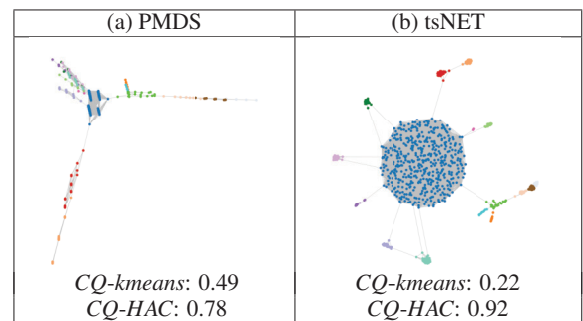 (a) PMDS
(b) tsNET
CQ-kmeans: 0.49
CQ-HAC: 0.78
CQ-kmeans: 0.22
CQ-HAC: 0.92